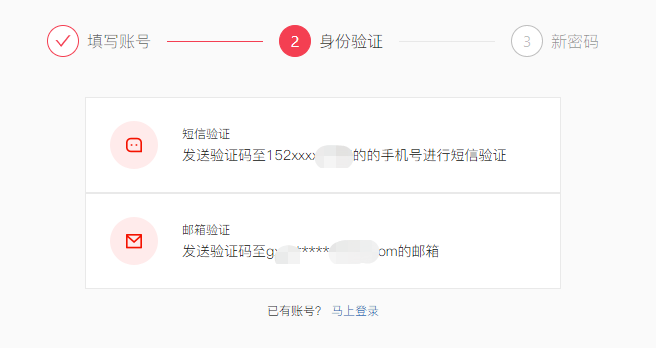 填写账号
2 身份验证
3 新密码
短信验证
发送验证码至152xxxx 的的手机号进行短信验证
邮箱验证
发送验证码至g ****om的邮箱
已有账号? 马上登录